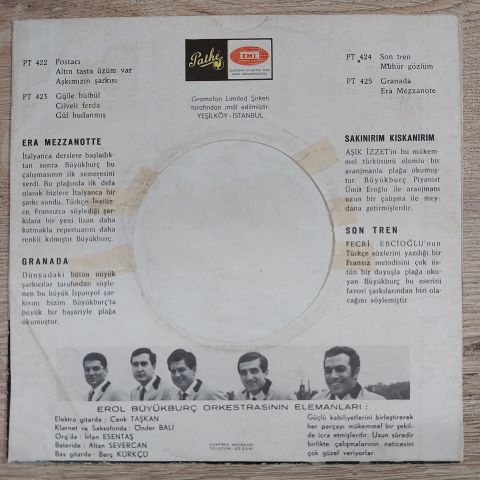 PT 422 Postacı
Altın tasta üzüm var
Aşkımızın şarkısı
PT 423 Gülle bülbül
Cilveli ferda
Gül budanmış
Pathé
EMI
Gramofon Limited Şirketi
tarafından imâl edilmiştir.
YEŞİLKÖY - İSTANBUL
PT 424 Son tren
Mühür gözlüm
PT 425 Granada
Era Mezzanote
ERA MEZZANOTTE
İtalyanca derslere başladık-
tan sonra Büyükburç bu
çalışmasının ilk semeresini
verdi. Bu plağında ilk defa
olarak bizlere İtalyanca bir
şarkı sundu. Türkçe, İngiliz-
ce, Fransızca söylediği şar-
kılara bir yeni lisan daha
katmakla repertuarını daha
renkli kılmıştır Büyükburç.
GRANADA
Dünyadaki bütün büyük
şarkıcılar tarafından söyle-
nen bu büyük İspanyol şar-
kısını bizim Büyükburç'ta
büyük bir başariyle plağa
okumuştur.
SAKINIRIM KISKANIRIM
AŞIK İZZET'in bu mükem-
mel türküsünü olumlu bir
aranjmanla plağa okumuş-
tur. Büyükburç Piyanist
Ümit Eroğlu ile aranjmanı
uzun bir çalışma ile mey-
dana getirmişlerdir.
SON TREN
FECRİ EBCİOĞLU'nun
Türkçe sözlerini yazdığı bir
Fransız melodisini çok üs-
tün bir duyuşla plağa oku-
yan Büyükburç bu eserini
favori şarkılarından biri ola-
cağını söylemiştir.
EROL BÜYÜKBURÇ ORKESTRASININ ELEMANLARI :
Elektro gitarda : Cenk TAŞKAN
Klarnet ve Saksofonda : Önder BALİ
Org'da : İrfan ESENTAŞ
Bateride : Altan SEVERCAN
Bas gitarda : Berç KÜRKÇÜ
Güçlü kabiliyetlerini birleştirerek
her parçayı mükemmel bir şekil-
de icra etmişlerdir. Uzun süredir
birlikte çalışmalarının neticesini
çok güzel veriyorlar.